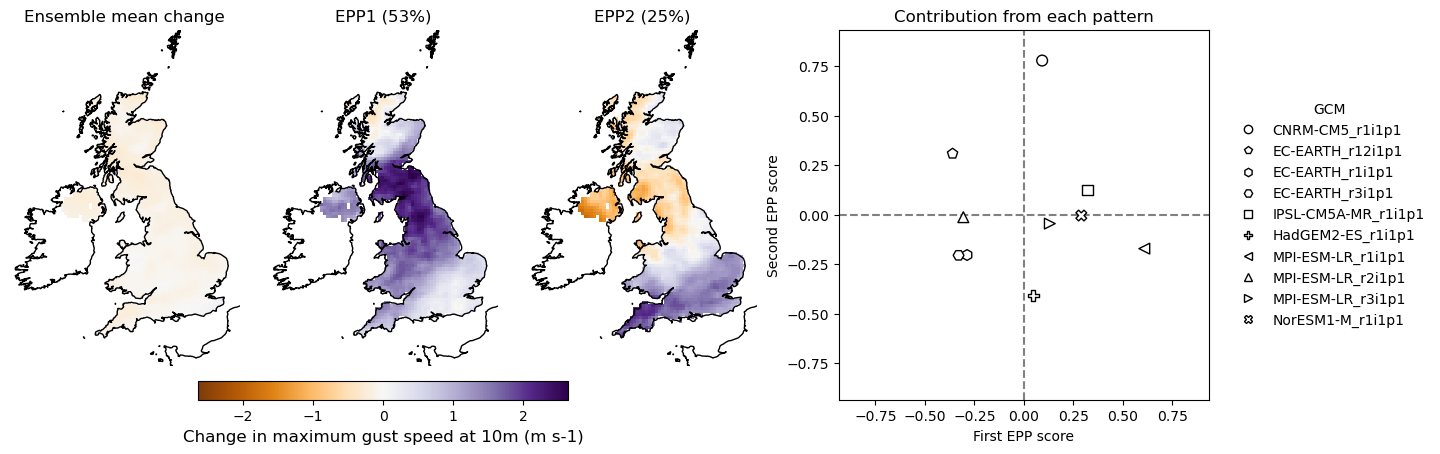 Ensemble mean change
EPP1 (53%)
EPP2 (25%)
−2 −1 0 1 2
Change in maximum gust speed at 10m (m s-1)
Contribution from each pattern
Second EPP score
0.75
0.50
0.25
0.00
−0.25
−0.50
−0.75
−0.75 −0.50 −0.25 0.00 0.25 0.50 0.75
First EPP score
GCM
CNRM-CM5_r1i1p1
EC-EARTH_r12i1p1
EC-EARTH_r1i1p1
EC-EARTH_r3i1p1
IPSL-CM5A-MR_r1i1p1
HadGEM2-ES_r1i1p1
MPI-ESM-LR_r1i1p1
MPI-ESM-LR_r2i1p1
MPI-ESM-LR_r3i1p1
NorESM1-M_r1i1p1